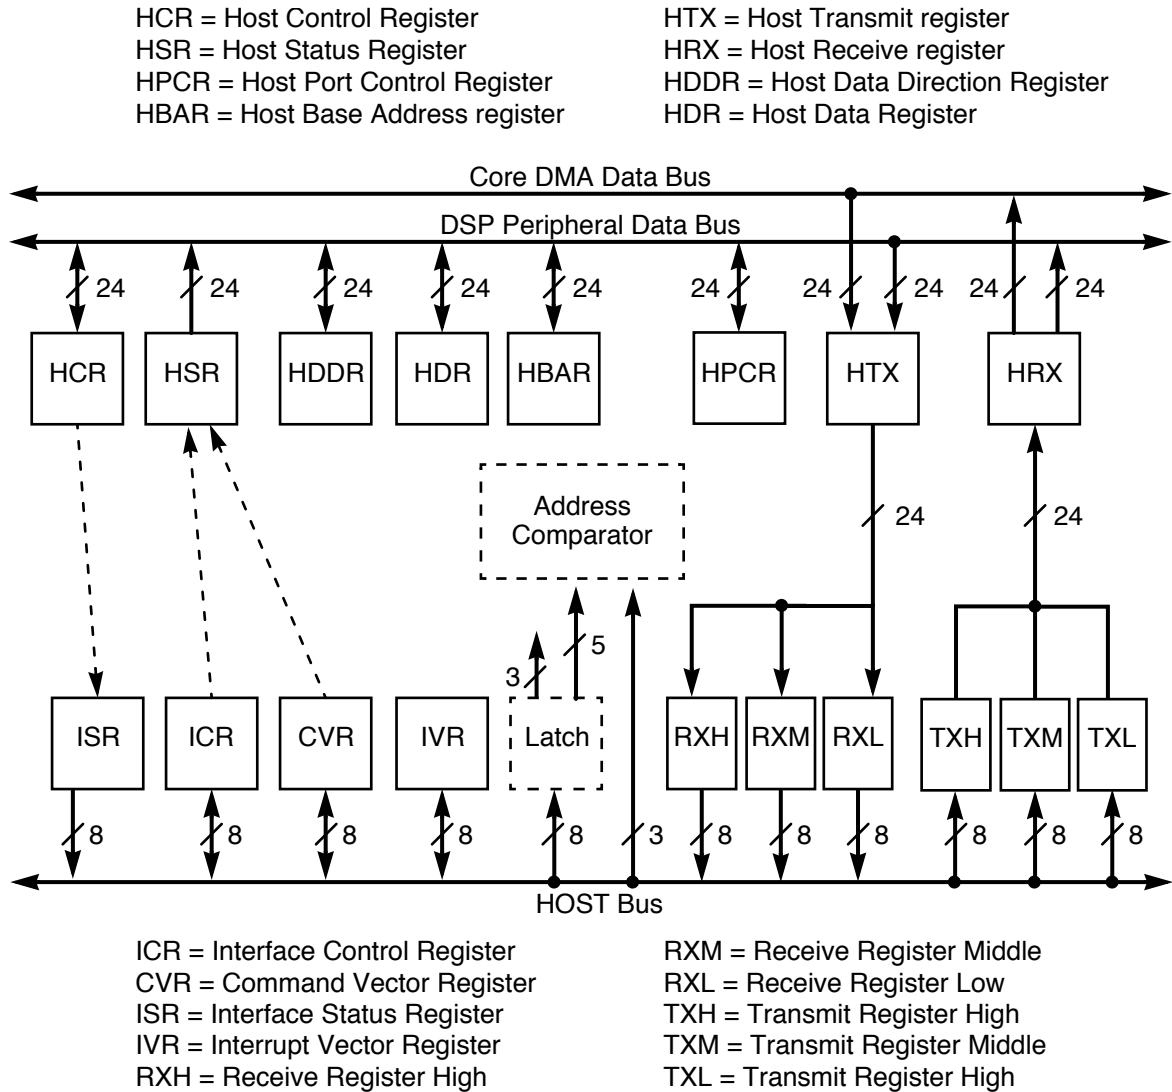 HCR = Host Control Register
HSR = Host Status Register
HPCR = Host Port Control Register
HBAR = Host Base Address register
HTX = Host Transmit register
HRX = Host Receive register
HDDR = Host Data Direction Register
HDR = Host Data Register
Core DMA Data Bus
DSP Peripheral Data Bus
24 24 24 24 24 24 24 24 24 24
HCR HSR HDDR HDR HBAR HPCR HTX HRX
Address
Comparator
24 24
3 5
ISR ICR CVR IVR Latch RXH RXM RXL TXH TXM TXL
8 8 8 8 8 3 8 8 8 8 8 8
HOST Bus
ICR = Interface Control Register
CVR = Command Vector Register
ISR = Interface Status Register
IVR = Interrupt Vector Register
RXH = Receive Register High
RXM = Receive Register Middle
RXL = Receive Register Low
TXH = Transmit Register High
TXM = Transmit Register Middle
TXL = Transmit Register High